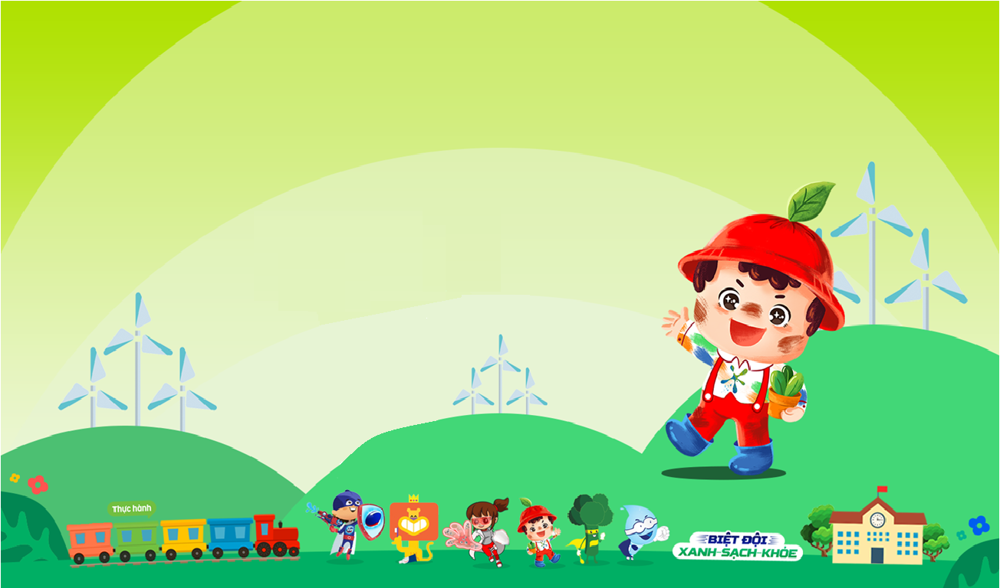 Thực hành
BIỆT ĐỘI
XANH-SẠCH-KHỎE